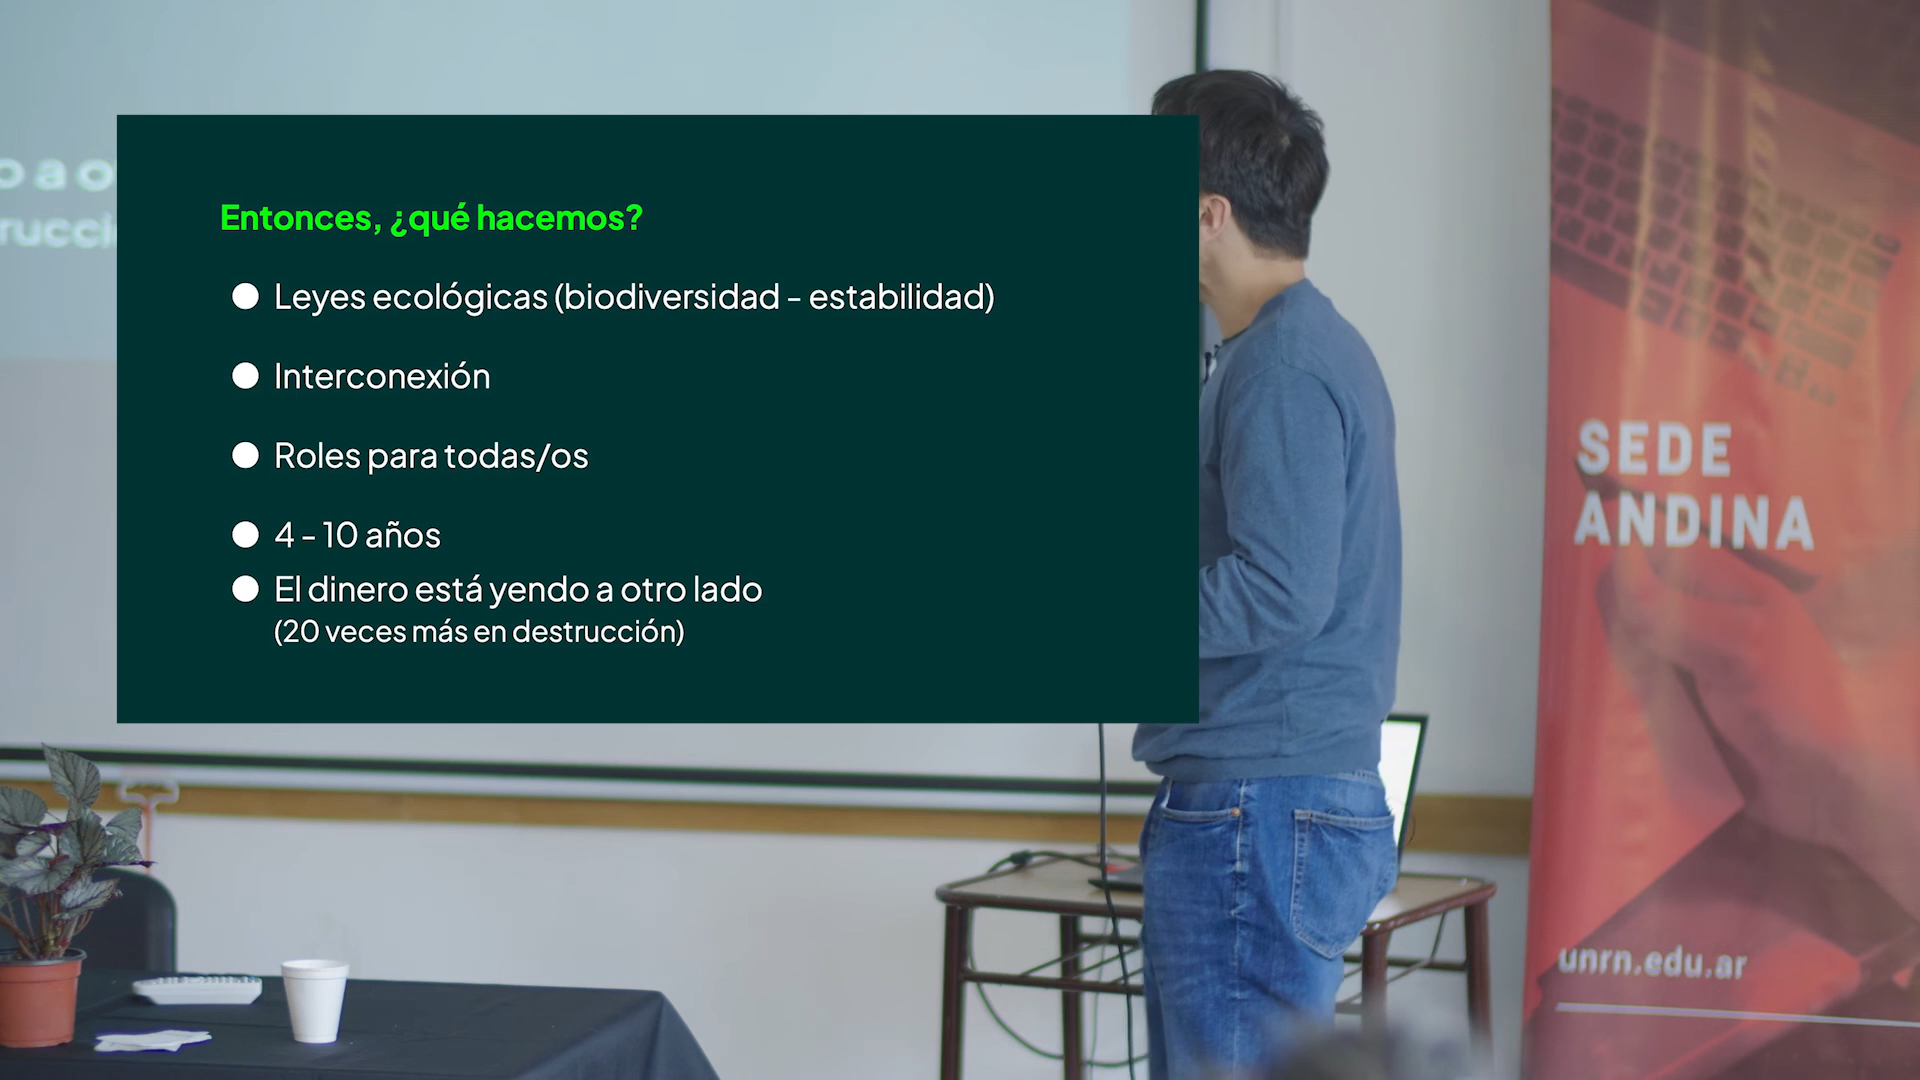 Entonces, ¿qué hacemos?
Leyes ecológicas (biodiversidad - estabilidad)
Interconexión
Roles para todas/os
4 - 10 años
El dinero está yendo a otro lado
(20 veces más en destrucción)
SEDE
ANDINA
unrn.edu.ar